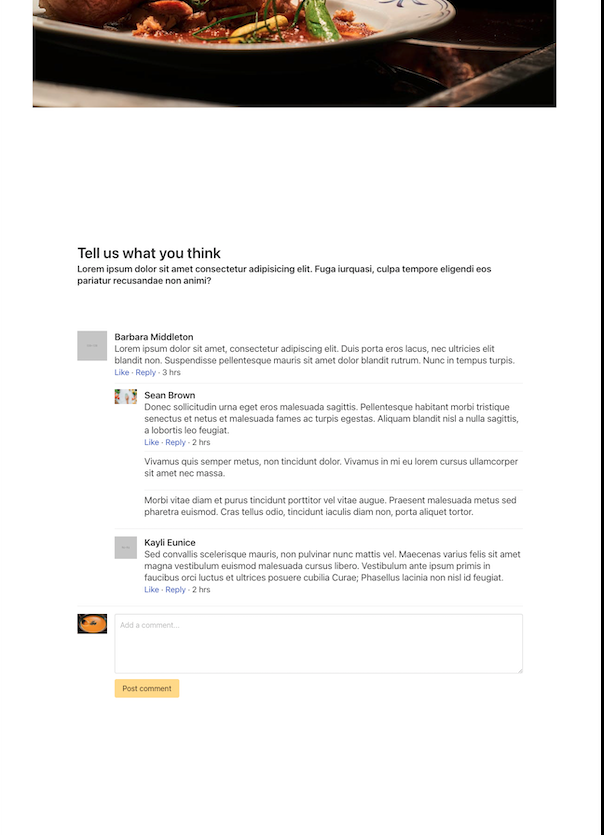 Tell us what you think
Lorem ipsum dolor sit amet consectetur adipisicing elit. Fuga iurquasi, culpa tempore eligendi eos
pariatur recusandae non animi?
Barbara Middleton
Lorem ipsum dolor sit amet, consectetur adipiscing elit. Duis porta eros lacus, nec ultricies elit
blandit non. Suspendisse pellentesque mauris sit amet dolor blandit rutrum. Nunc in tempus turpis.
Like · Reply · 3 hrs
Sean Brown
Donec sollicitudin urna eget eros malesuada sagittis. Pellentesque habitant morbi tristique
senectus et netus et malesuada fames ac turpis egestas. Aliquam blandit nisl a nulla sagittis,
a lobortis leo feugiat.
Like · Reply · 2 hrs
Vivamus quis semper metus, non tincidunt dolor. Vivamus in mi eu lorem cursus ullamcorper
sit amet nec massa.
Morbi vitae diam et purus tincidunt porttitor vel vitae augue. Praesent malesuada metus sed
pharetra euismod. Cras tellus odio, tincidunt iaculis diam non, porta aliquet tortor.
Kayli Eunice
Sed convallis scelerisque mauris, non pulvinar nunc mattis vel. Maecenas varius felis sit amet
magna vestibulum euismod malesuada cursus libero. Vestibulum ante ipsum primis in
faucibus orci luctus et ultrices posuere cubilia Curae; Phasellus lacinia non nisl id feugiat.
Like · Reply · 2 hrs
Add a comment...
Post comment